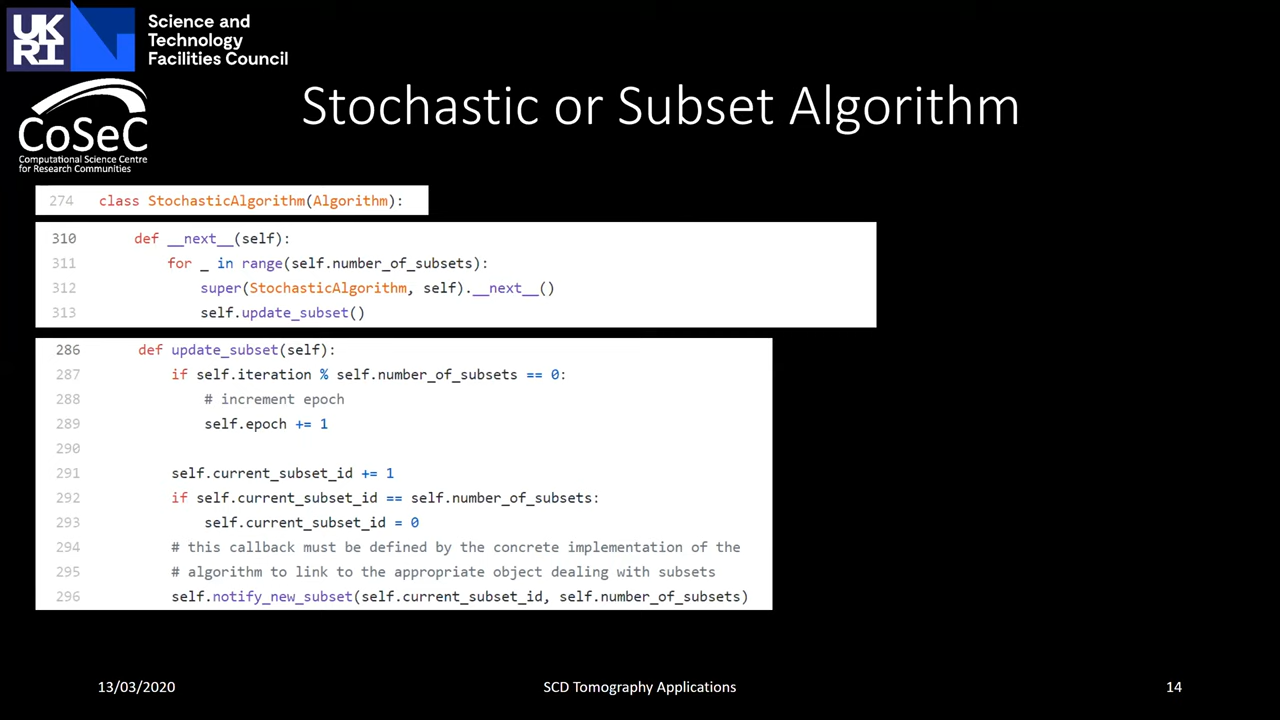 UK
RI
Science and
Technology
Facilities Council
CoSeC
Computational Science Centre
for Research Communities
Stochastic or Subset Algorithm
274 class StochasticAlgorithm(Algorithm):
310 def __next__(self):
311 for _ in range(self.number_of_subsets):
312 super(StochasticAlgorithm, self).__next__()
313 self.update_subset()
286 def update_subset(self):
287 if self.iteration % self.number_of_subsets == 0:
288 # increment epoch
289 self.epoch += 1
290
291 self.current_subset_id += 1
292 if self.current_subset_id == self.number_of_subsets:
293 self.current_subset_id = 0
294 # this callback must be defined by the concrete implementation of the
295 # algorithm to link to the appropriate object dealing with subsets
296 self.notify_new_subset(self.current_subset_id, self.number_of_subsets)
13/03/2020
SCD Tomography Applications
14